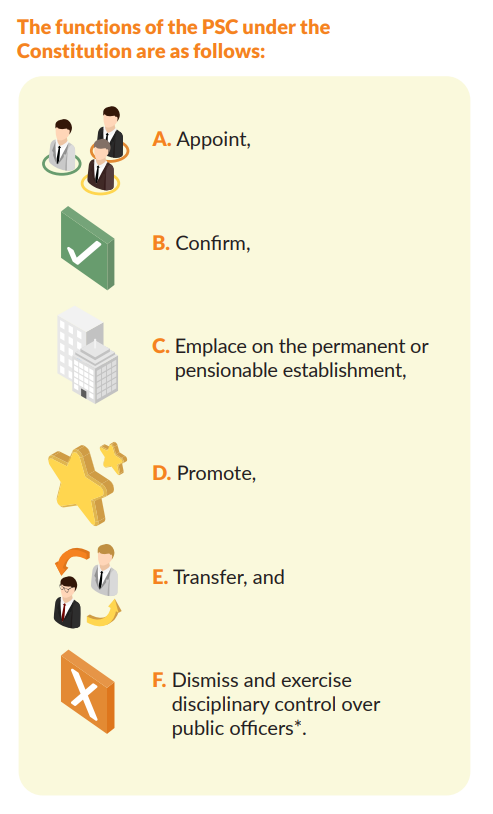 The functions of the PSC under the
Constitution are as follows:
A. Appoint,
B. Confirm,
C. Emplace on the permanent or
pensionable establishment,
D. Promote,
E. Transfer, and
F. Dismiss and exercise
disciplinary control over
public officers*.